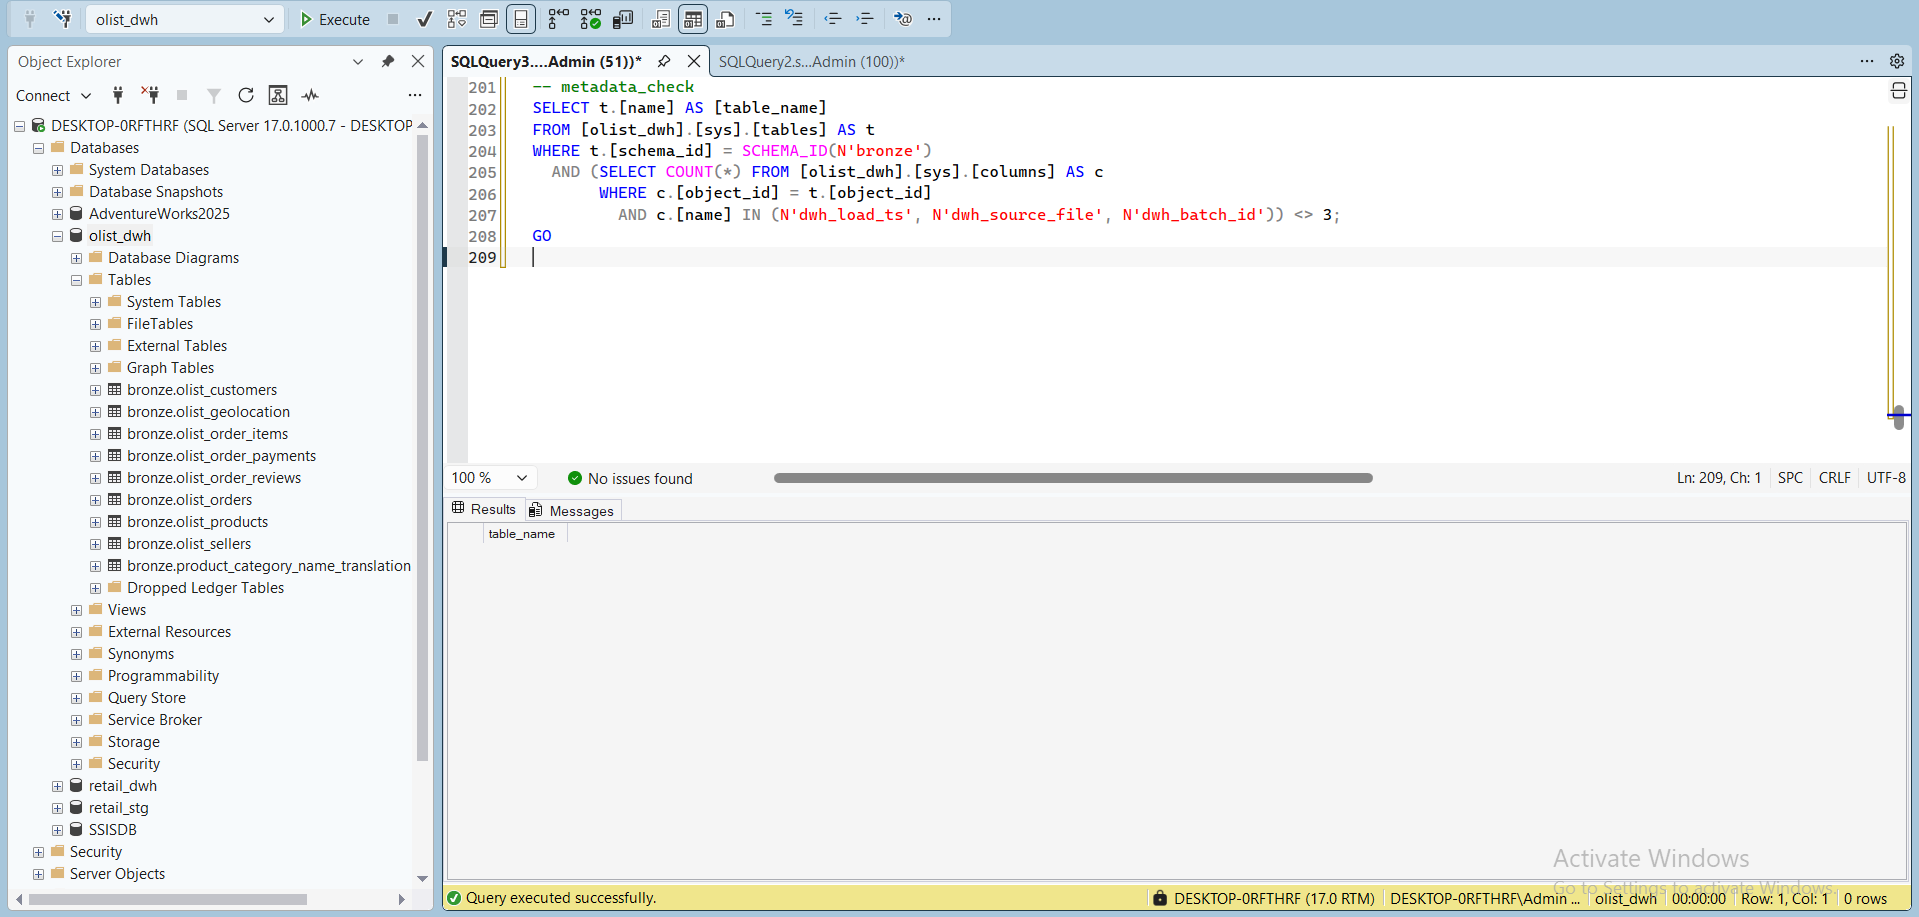 olist_dwh
Execute
Object Explorer
Connect
DESKTOP-0RFTHRF (SQL Server 17.0.1000.7 - DESKTOP
Databases
System Databases
Database Snapshots
AdventureWorks2025
olist_dwh
Database Diagrams
Tables
System Tables
FileTables
External Tables
Graph Tables
bronze.olist_customers
bronze.olist_geolocation
bronze.olist_order_items
bronze.olist_order_payments
bronze.olist_order_reviews
bronze.olist_orders
bronze.olist_products
bronze.olist_sellers
bronze.product_category_name_translation
Dropped Ledger Tables
Views
External Resources
Synonyms
Programmability
Query Store
Service Broker
Storage
Security
retail_dwh
retail_stg
SSISDB
Security
Server Objects
SQLQuery3....Admin (51))* SQLQuery2.s...Admin (100))*
201 -- metadata_check
202 SELECT t.[name] AS [table_name]
203 FROM [olist_dwh].[sys].[tables] AS t
204 WHERE t.[schema_id] = SCHEMA_ID(N'bronze')
205 AND (SELECT COUNT(*) FROM [olist_dwh].[sys].[columns] AS c
206 WHERE c.[object_id] = t.[object_id]
207 AND c.[name] IN (N'dwh_load_ts', N'dwh_source_file', N'dwh_batch_id')) <> 3;
208 GO
209
100 % No issues found Ln: 209, Ch: 1 SPC CRLF UTF-8
Results Messages
table_name
Activate Windows
Go to Settings to activate Windows.
Query executed successfully. DESKTOP-0RFTHRF (17.0 RTM) DESKTOP-0RFTHRF\Admin ... olist_dwh 00:00:00 Row: 1, Col: 1 0 rows